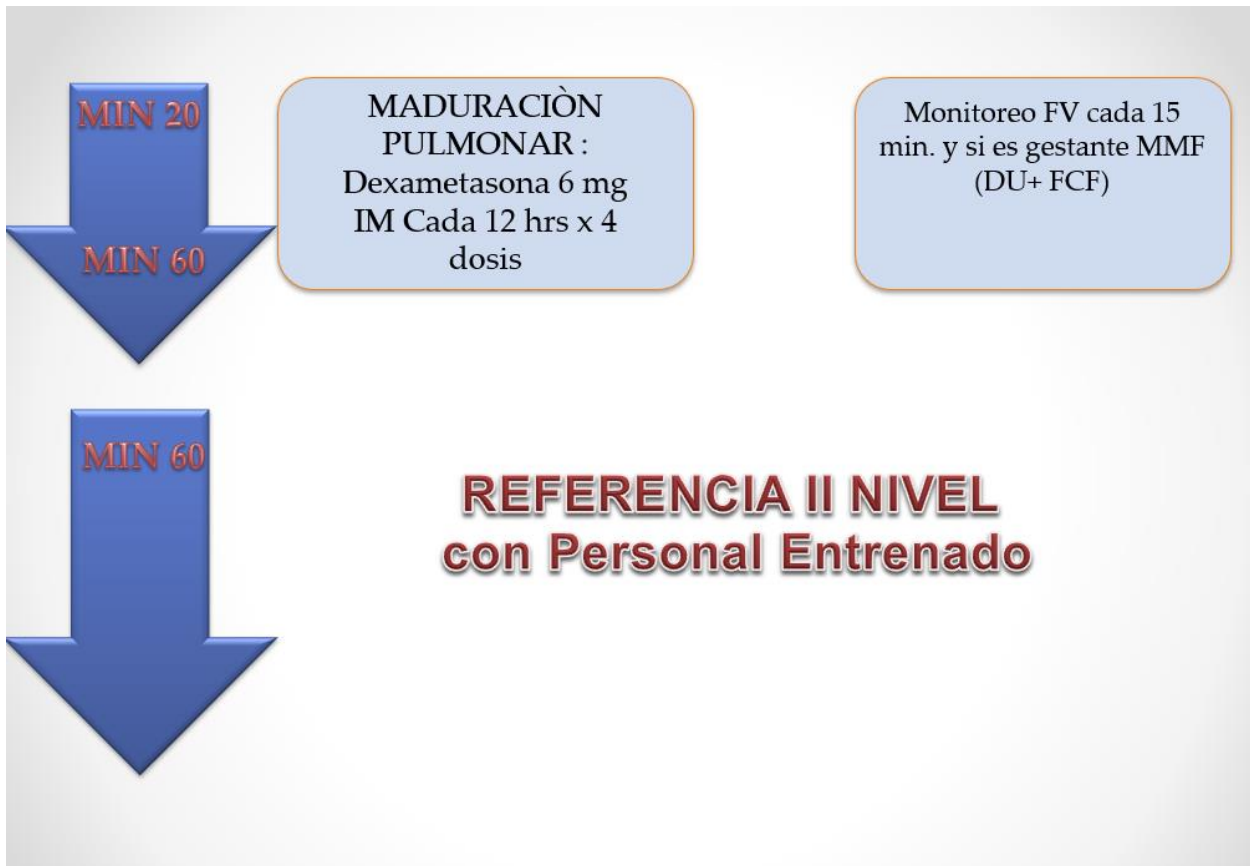 MIN 20
MIN 60
MADURACIÒN
PULMONAR :
Dexametasona 6 mg
IM Cada 12 hrs x 4
dosis
Monitoreo FV cada 15
min. y si es gestante MMF
(DU+ FCF)
MIN 60
REFERENCIA II NIVEL
con Personal Entrenado